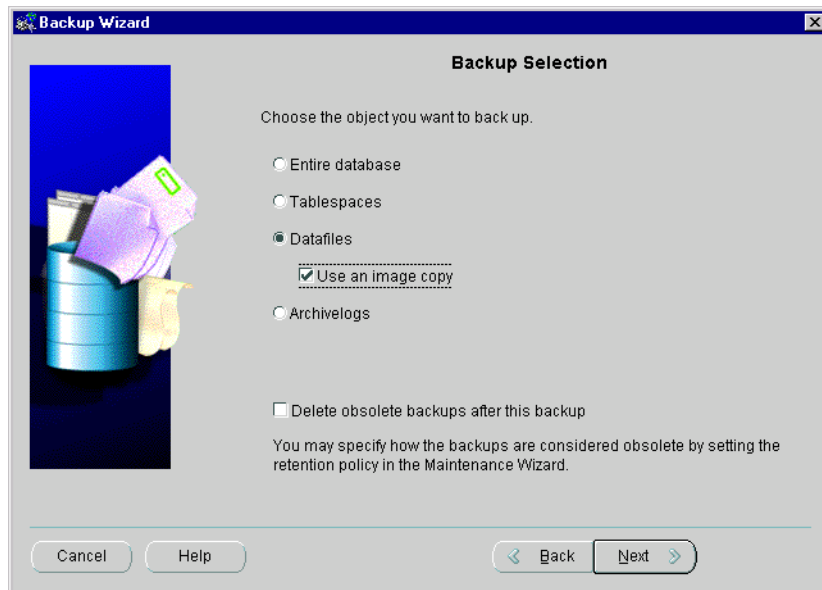 Backup Wizard
Backup Selection
Choose the object you want to back up.
Entire database
Tablespaces
Datafiles
Use an image copy
Archivelogs
Delete obsolete backups after this backup
You may specify how the backups are considered obsolete by setting the
retention policy in the Maintenance Wizard.
Cancel Help Back Next